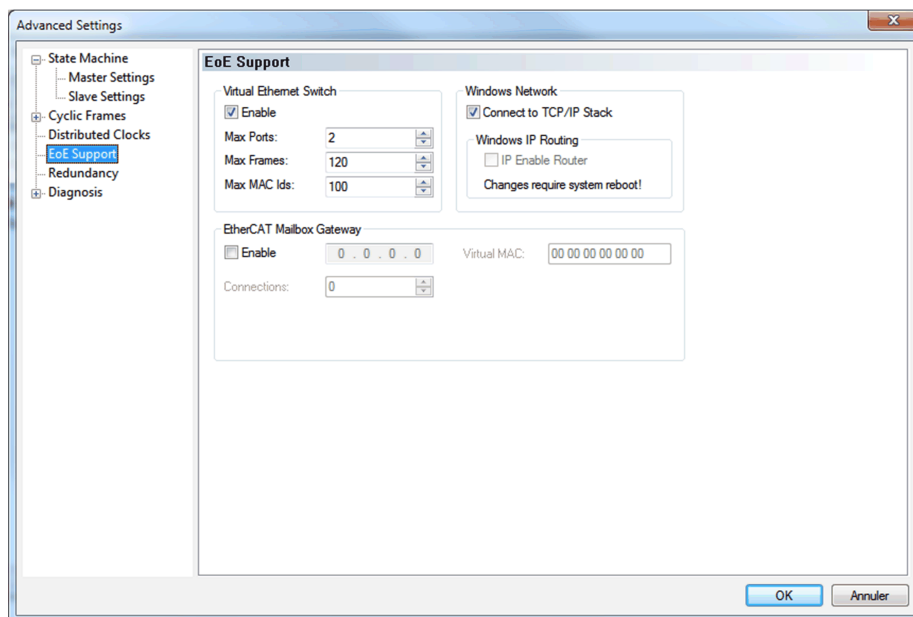 Advanced Settings
State Machine
Master Settings
Slave Settings
Cyclic Frames
Distributed Clocks
EoE Support
Redundancy
Diagnosis
EoE Support
Virtual Ethernet Switch
Enable
Max Ports: 2
Max Frames: 120
Max MAC Ids: 100
Windows Network
Connect to TCP/IP Stack
Windows IP Routing
IP Enable Router
Changes require system reboot!
EtherCAT Mailbox Gateway
Enable 0 . 0 . 0 . 0 Virtual MAC: 00 00 00 00 00 00
Connections: 0
OK Annuler